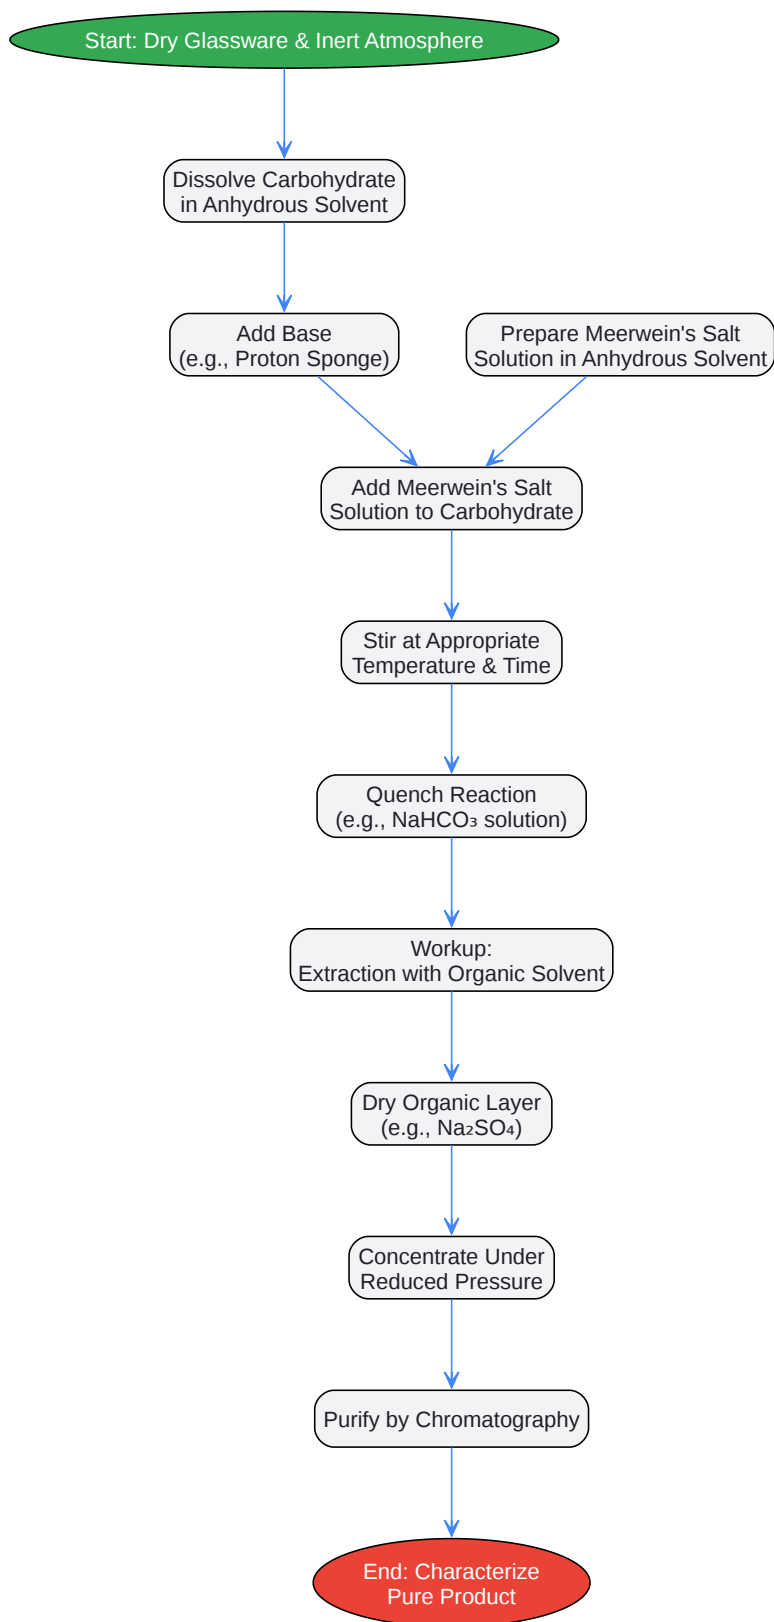 Start: Dry Glassware & Inert Atmosphere
Dissolve Carbohydrate
in Anhydrous Solvent
Add Base
(e.g., Proton Sponge)
Prepare Meerwein's Salt
Solution in Anhydrous Solvent
Add Meerwein's Salt
Solution to Carbohydrate
Stir at Appropriate
Temperature & Time
Quench Reaction
(e.g., NaHCO₃ solution)
Workup:
Extraction with Organic Solvent
Dry Organic Layer
(e.g., Na₂SO₄)
Concentrate Under
Reduced Pressure
Purify by Chromatography
End: Characterize
Pure Product